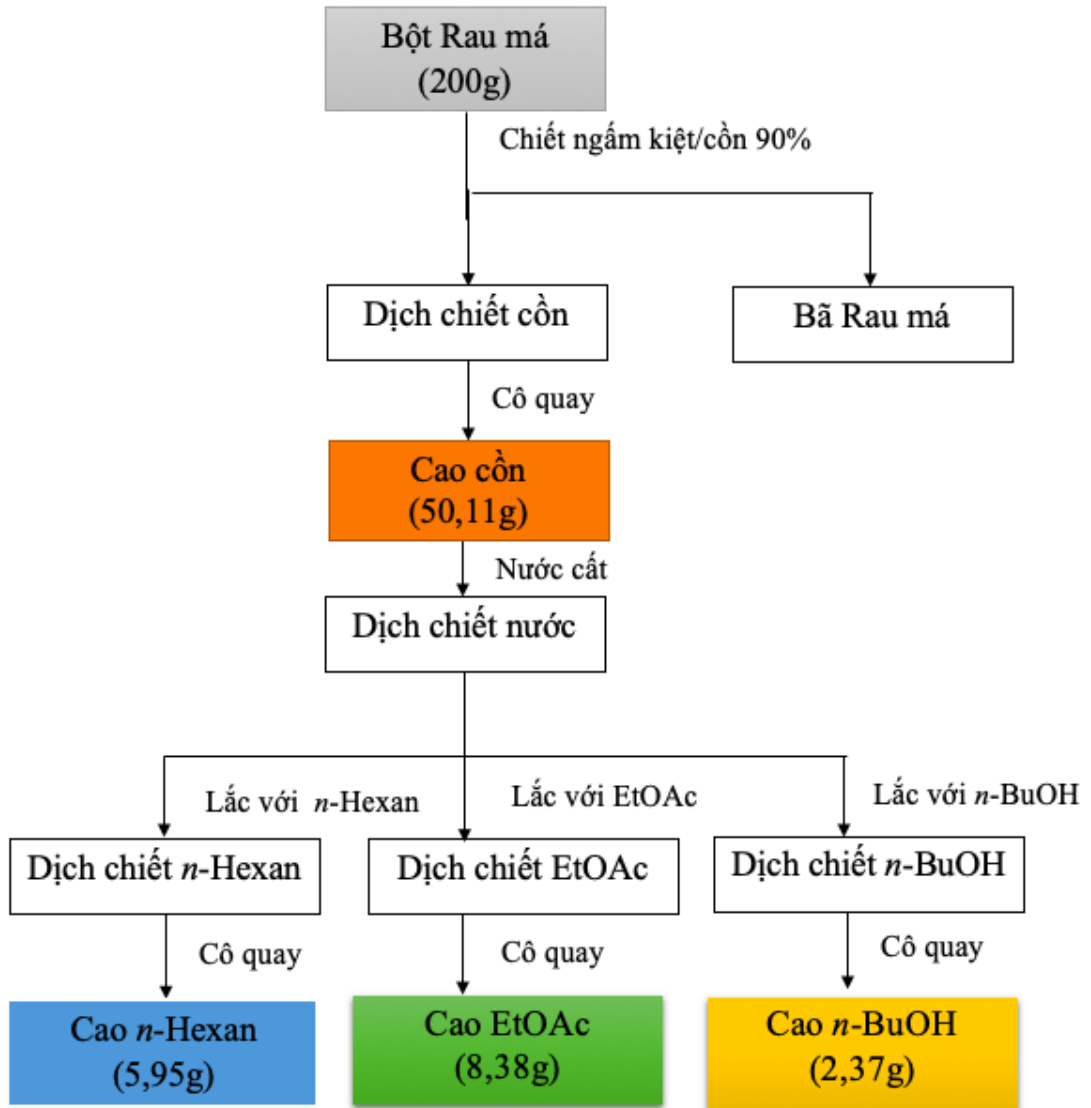 Bột Rau má
(200g)
Chiết ngấm kiệt/cồn 90%
Dịch chiết cồn
Bã Rau má
Cô quay
Cao cồn
(50,11g)
Nước cất
Dịch chiết nước
Lắc với n-Hexan
Lắc với EtOAc
Lắc với n-BuOH
Dịch chiết n-Hexan
Dịch chiết EtOAc
Dịch chiết n-BuOH
Cô quay
Cô quay
Cô quay
Cao n-Hexan
(5,95g)
Cao EtOAc
(8,38g)
Cao n-BuOH
(2,37g)